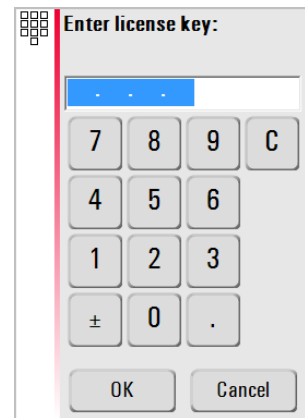 Enter license key:
. . .
7 8 9 C
4 5 6
1 2 3
± 0 .
OK Cancel